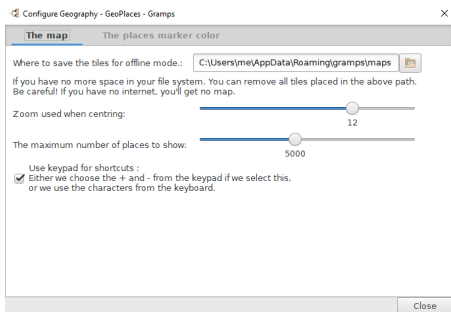 Configure Geography - GeoPlaces - Gramps
The map
The places marker color
Where to save the tiles for offline mode.:
C:\Users\me\AppData\Roaming\gramps\maps
If you have no more space in your file system. You can remove all tiles placed in the above path.
Be careful! If you have no internet, you'll get no map.
Zoom used when centring:
12
The maximum number of places to show:
5000
Use keypad for shortcuts :
Either we choose the + and - from the keypad if we select this,
or we use the characters from the keyboard.
Close